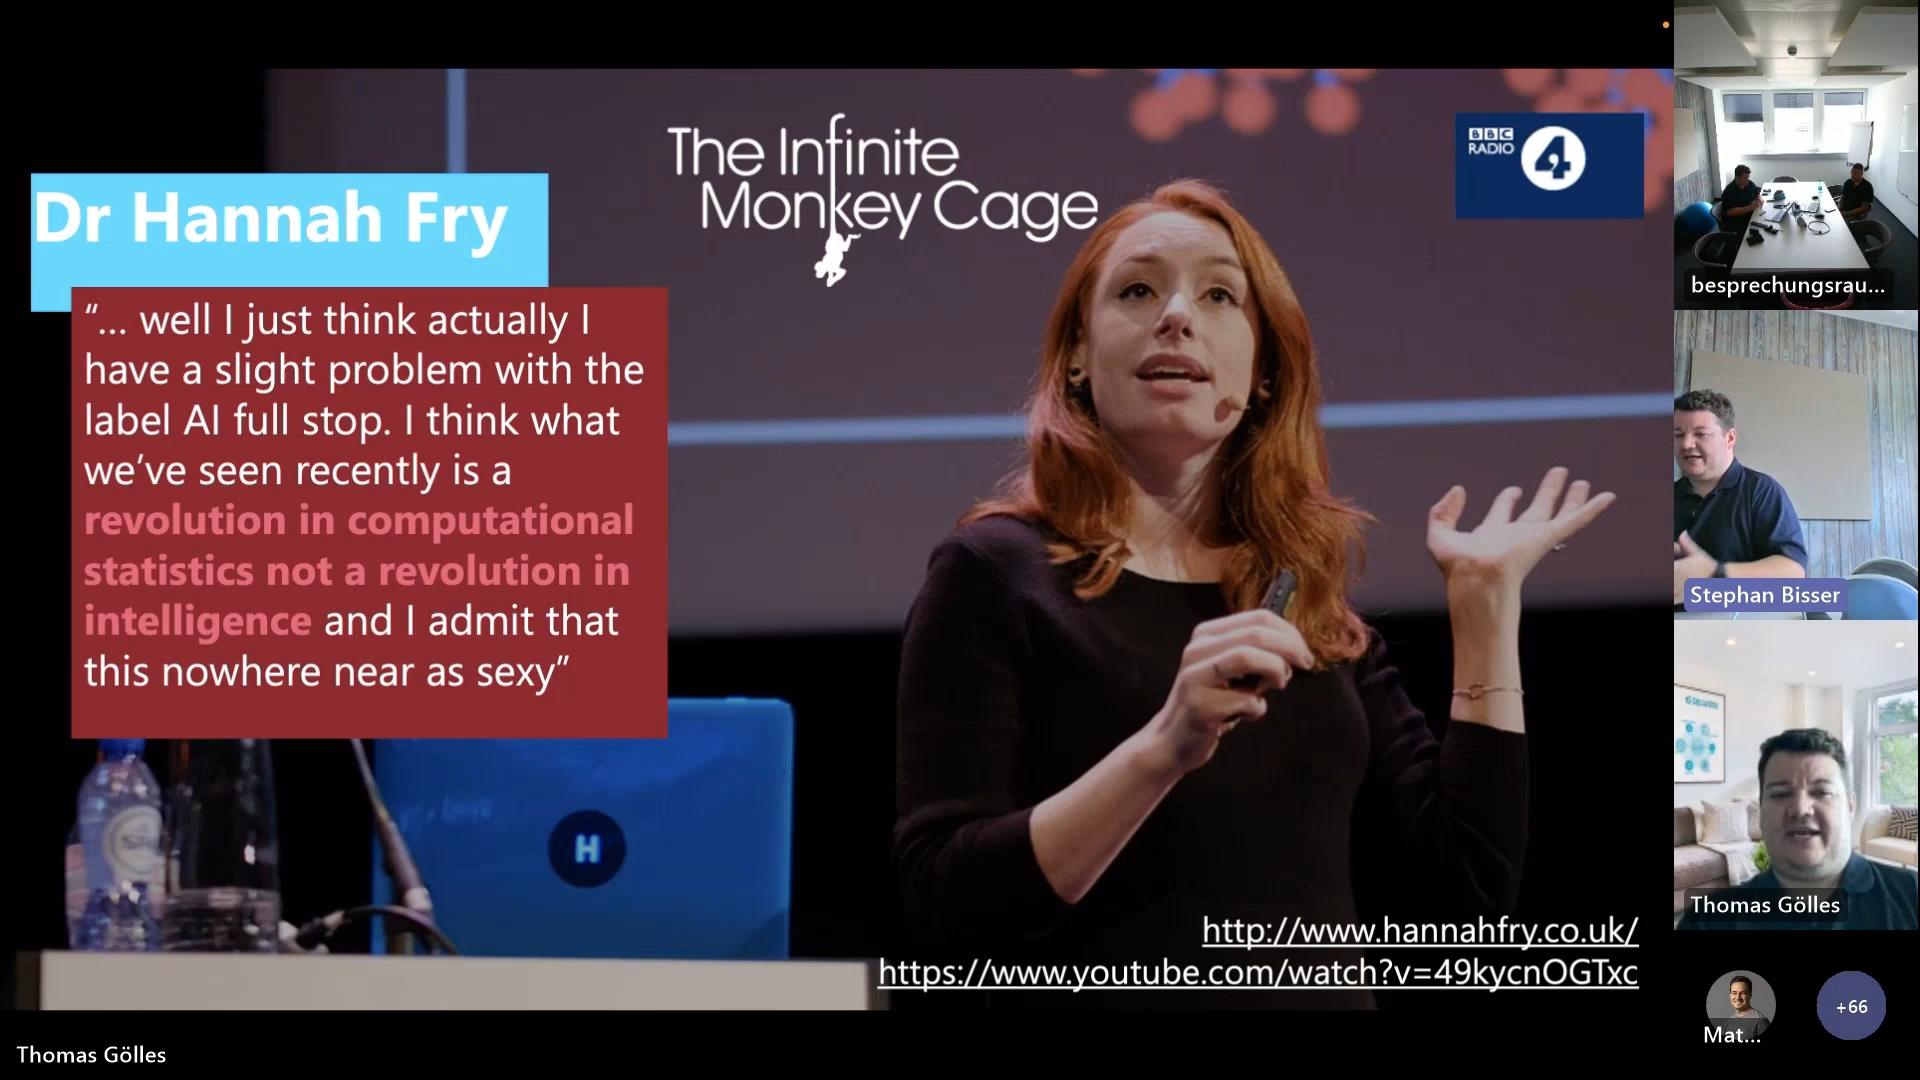 The Infinite
Monkey Cage
BBC
RADIO
4
Dr Hannah Fry
“... well I just think actually I
have a slight problem with the
label AI full stop. I think what
we’ve seen recently is a
revolution in computational
statistics not a revolution in
intelligence and I admit that
this nowhere near as sexy”
H
http://www.hannahfry.co.uk/
https://www.youtube.com/watch?v=49kycnOGTxc
Thomas Gölles
besprechungsrau...
Stephan Bisser
Thomas Gölles
Mat...
+66